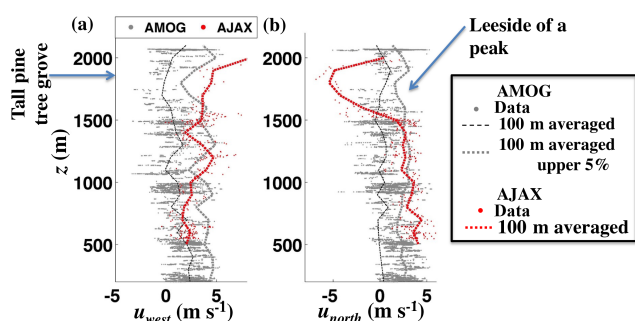 (a) AMOG AJAX (b)
Leeside of a
peak
Tall pine
tree grove
2000
1500
1000
500
z (m)
2000
1500
1000
500
-5 0 5
u_west (m s⁻¹)
-5 0 5
u_north (m s⁻¹)
AMOG
Data
100 m averaged
100 m averaged
upper 5%
AJAX
Data
100 m averaged